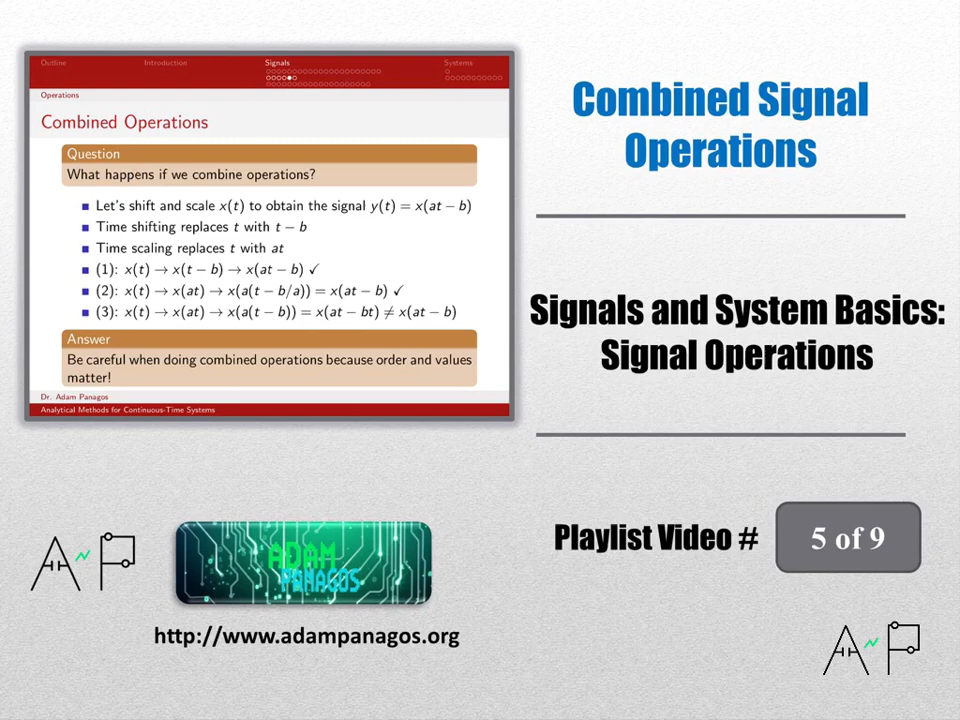 Outline Introduction Signals Systems
Operations
Combined Operations
Question
What happens if we combine operations?
Let's shift and scale x(t) to obtain the signal y(t) = x(at − b)
Time shifting replaces t with t − b
Time scaling replaces t with at
(1): x(t) → x(t − b) → x(at − b) ✓
(2): x(t) → x(at) → x(a(t − b/a)) = x(at − b) ✓
(3): x(t) → x(at) → x(a(t − b)) = x(at − bt) ≠ x(at − b)
Answer
Be careful when doing combined operations because order and values
matter!
Dr. Adam Panagos
Analytical Methods for Continuous-Time Systems
Combined Signal
Operations
Signals and System Basics:
Signal Operations
Playlist Video # 5 of 9
AP
ADAM
PANAGOS
http://www.adampanagos.org
AP